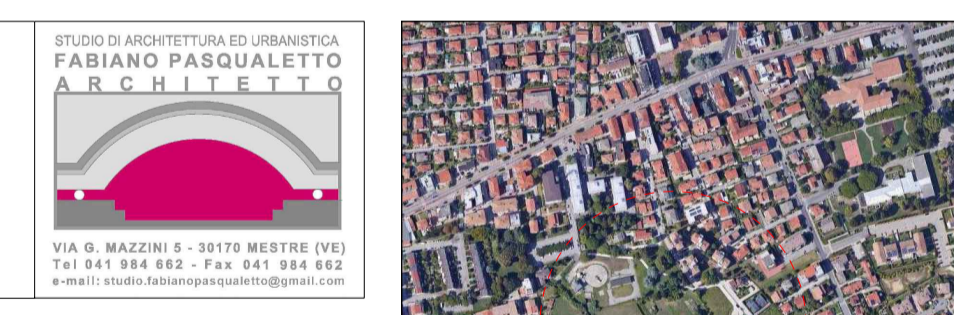 STUDIO DI ARCHITETTURA ED URBANISTICA
FABIANO PASQUALETTO
ARCHITETTO
VIA G. MAZZINI 5 - 30170 MESTRE (VE)
Tel 041 984 662 - Fax 041 984 662
e-mail: studio.fabianopasqualetto@gmail.com